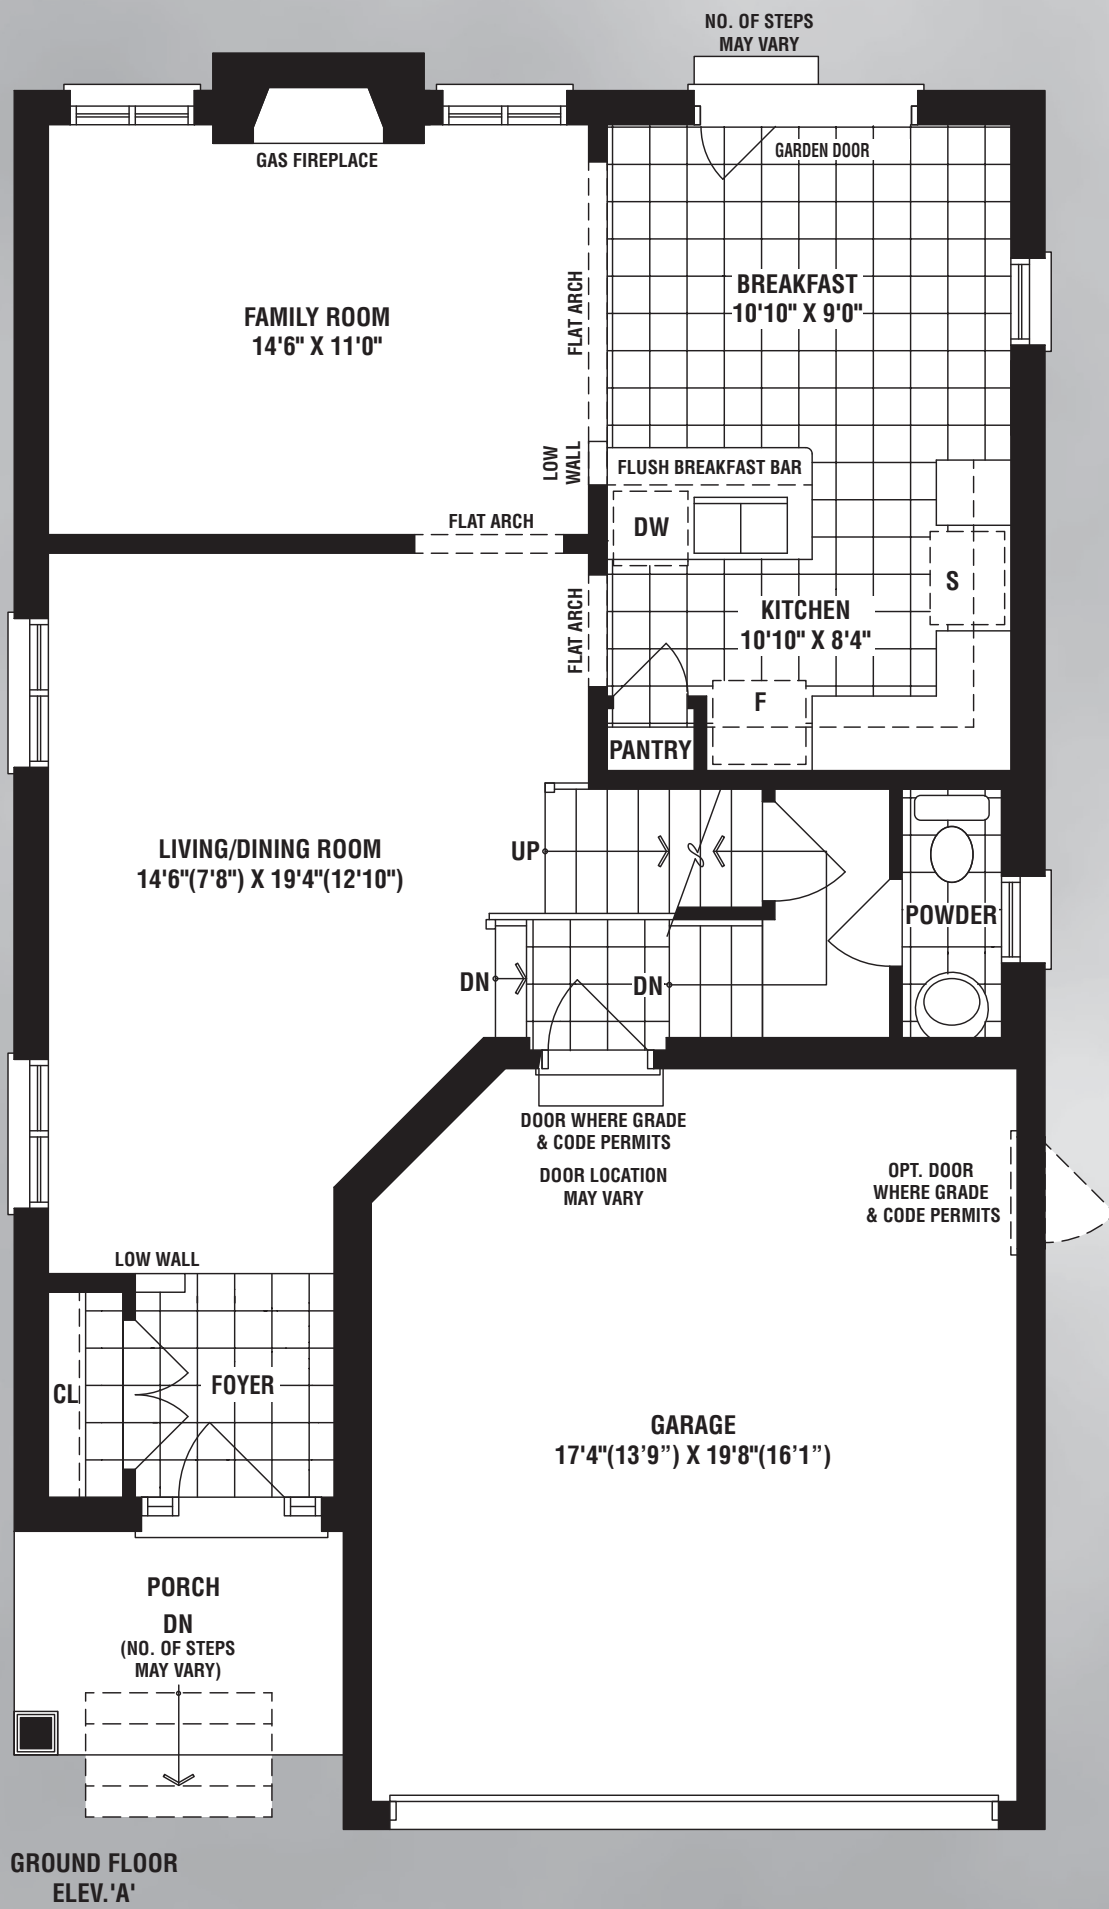 NO. OF STEPS
MAY VARY
GAS FIREPLACE
GARDEN DOOR
FAMILY ROOM
14'6" X 11'0"
FLAT ARCH
BREAKFAST
10'10" X 9'0"
LOW
WALL
FLUSH BREAKFAST BAR
FLAT ARCH
DW
S
FLAT ARCH
KITCHEN
10'10" X 8'4"
F
PANTRY
LIVING/DINING ROOM
14'6"(7'8") X 19'4"(12'10")
UP
POWDER
DN
DN
DOOR WHERE GRADE
& CODE PERMITS
DOOR LOCATION
MAY VARY
OPT. DOOR
WHERE GRADE
& CODE PERMITS
LOW WALL
CL
FOYER
GARAGE
17'4"(13'9”) X 19'8"(16’1”)
PORCH
DN
(NO. OF STEPS
MAY VARY)
GROUND FLOOR
ELEV.'A'